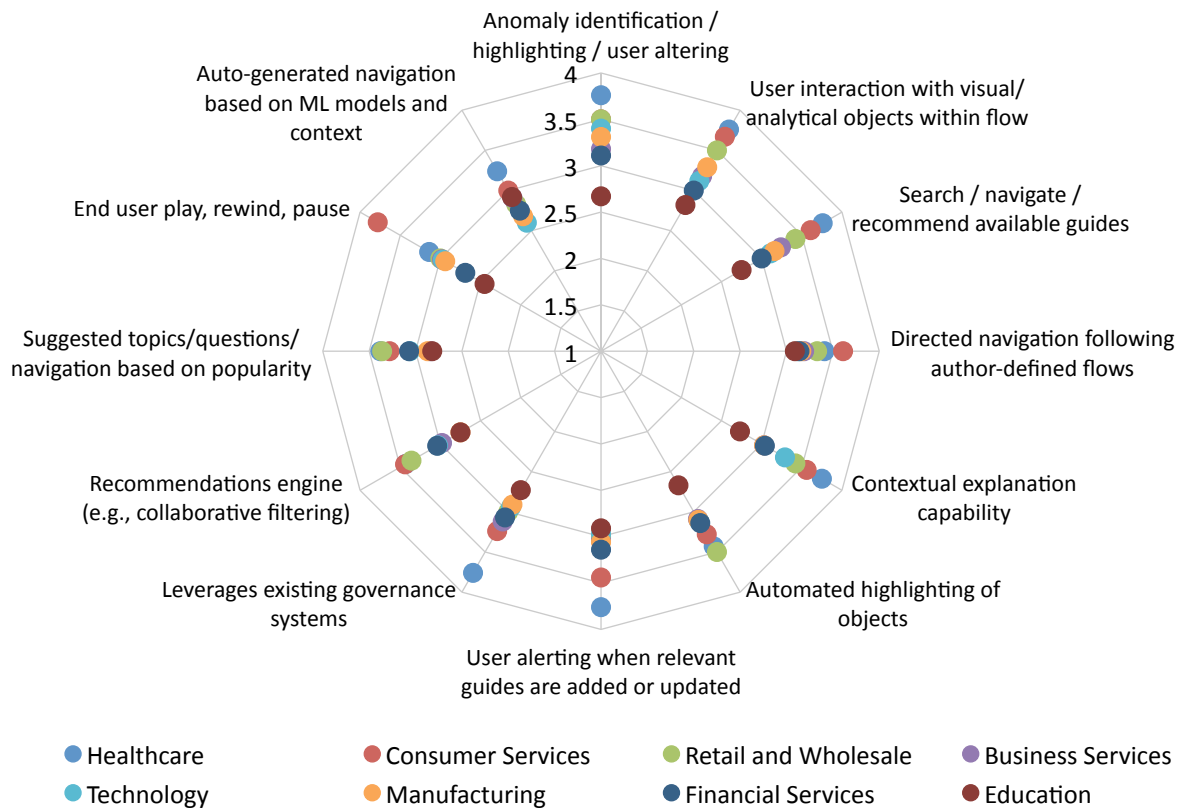 Anomaly identification /
highlighting / user altering
Auto-generated navigation
based on ML models and
context
User interaction with visual/
analytical objects within flow
End user play, rewind, pause
Search / navigate /
recommend available guides
4
3.5
3
2.5
2
1.5
1
Suggested topics/questions/
navigation based on popularity
Directed navigation following
author-defined flows
Recommendations engine
(e.g., collaborative filtering)
Contextual explanation
capability
Leverages existing governance
systems
Automated highlighting of
objects
User alerting when relevant
guides are added or updated
Healthcare
Consumer Services
Retail and Wholesale
Business Services
Technology
Manufacturing
Financial Services
Education